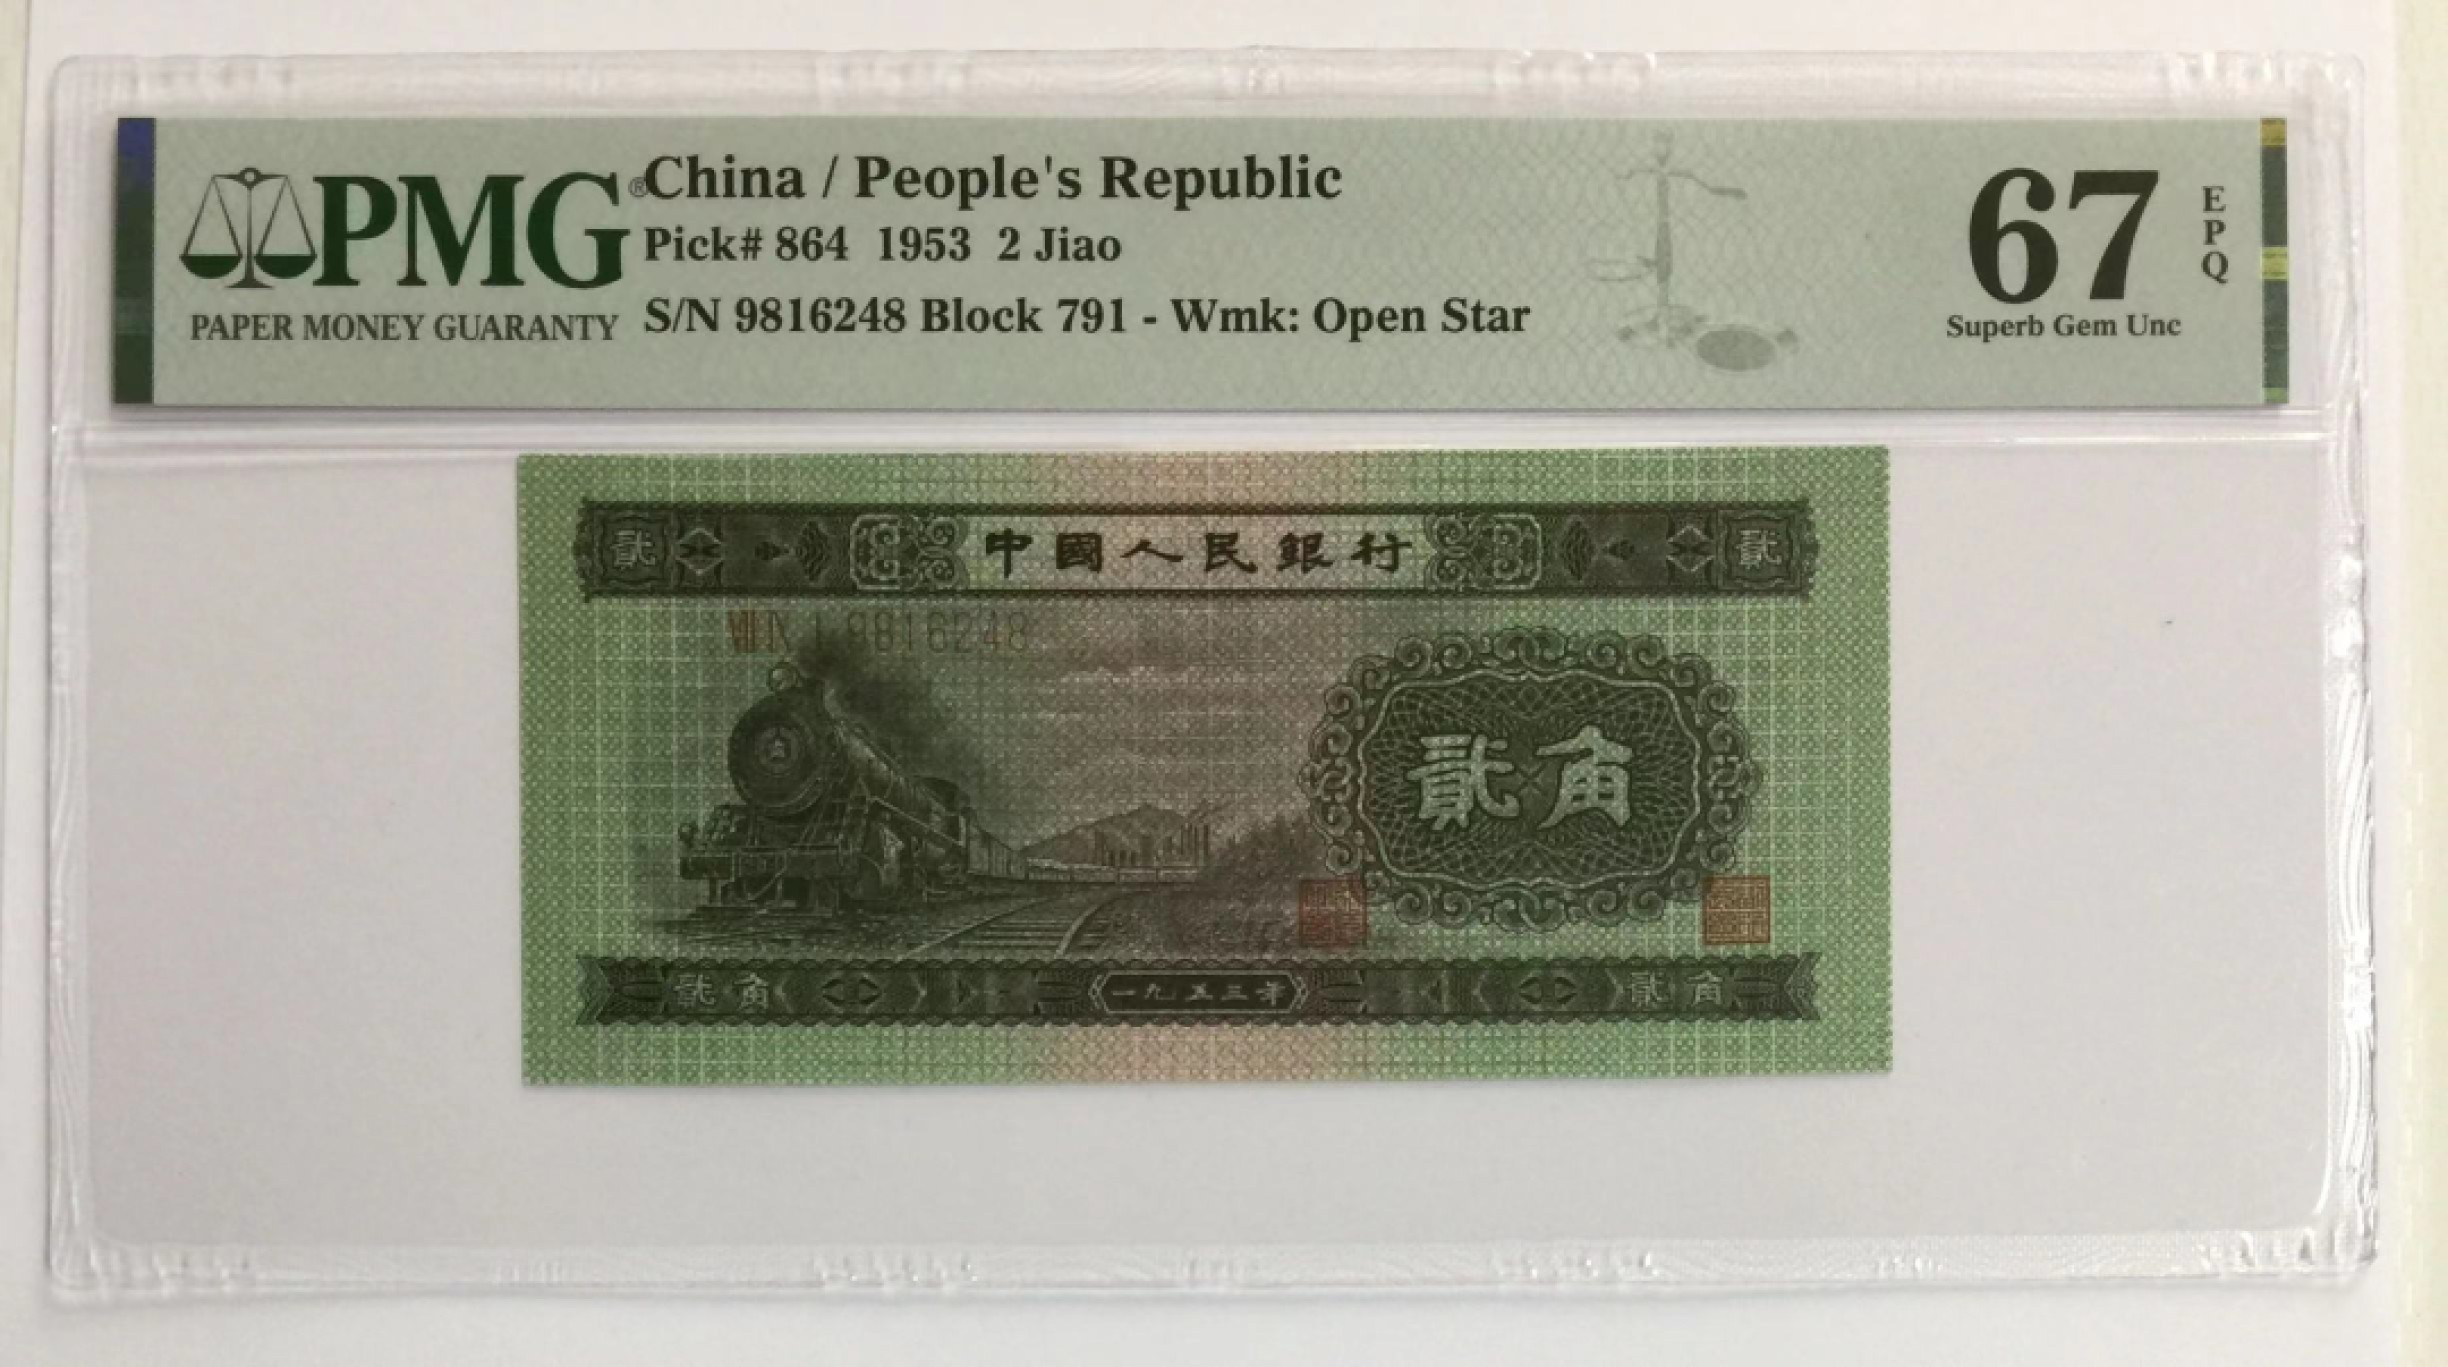 PMG®
PAPER MONEY GUARANTY
China / People's Republic
Pick# 864 1953 2 Jiao
S/N 9816248 Block 791 - Wmk: Open Star
67
EPQ
Superb Gem Unc
貳 中國人民銀行 貳
9816248
貳角
貳角 一九五三年 貳角